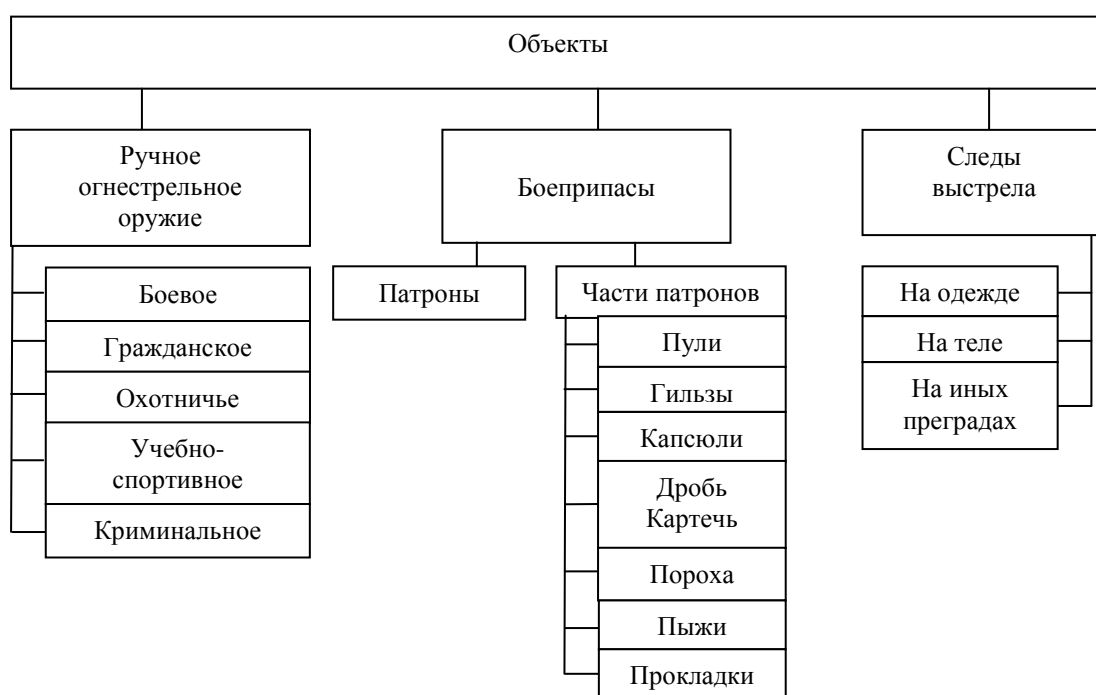 Объекты
Ручное
огнестрельное
оружие
Боевое
Гражданское
Охотничье
Учебно-
спортивное
Криминальное
Боеприпасы
Патроны
Части патронов
Пули
Гильзы
Капсюли
Дробь
Картечь
Пороха
Пыжи
Прокладки
Следы
выстрела
На одежде
На теле
На иных
преградах